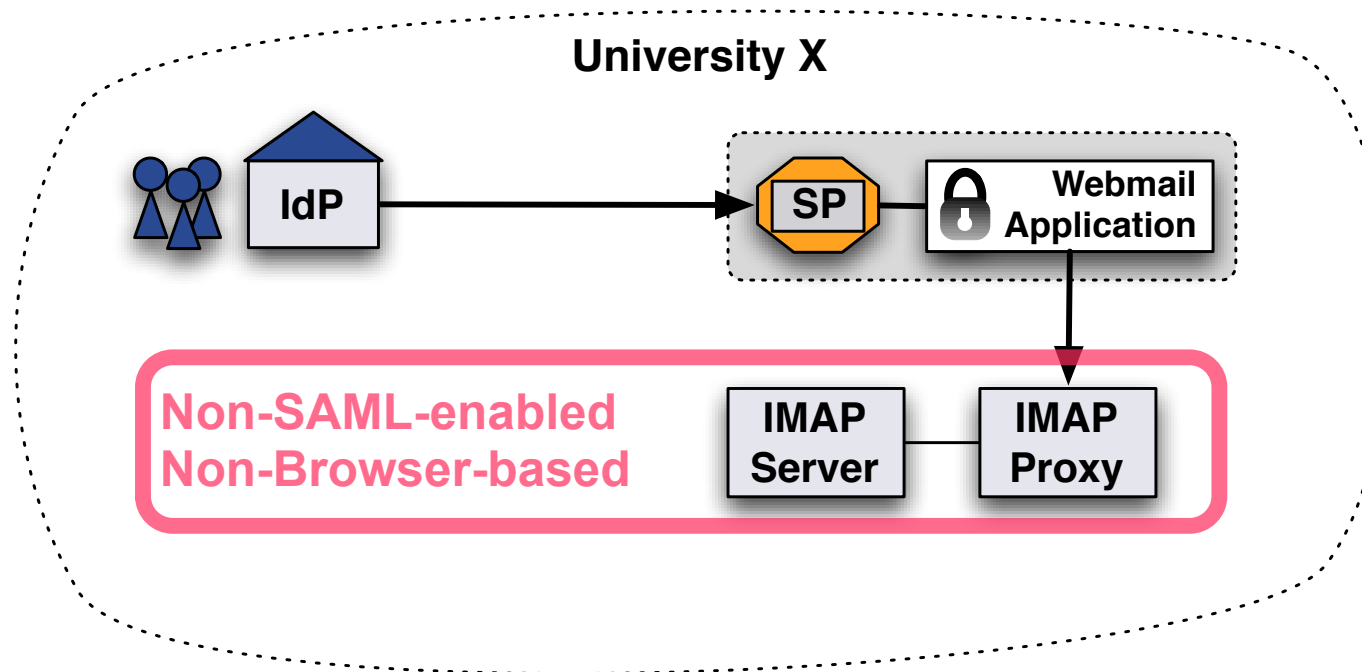 University X
IdP
SP
Webmail
Application
Non-SAML-enabled
Non-Browser-based
IMAP
Server
IMAP
Proxy